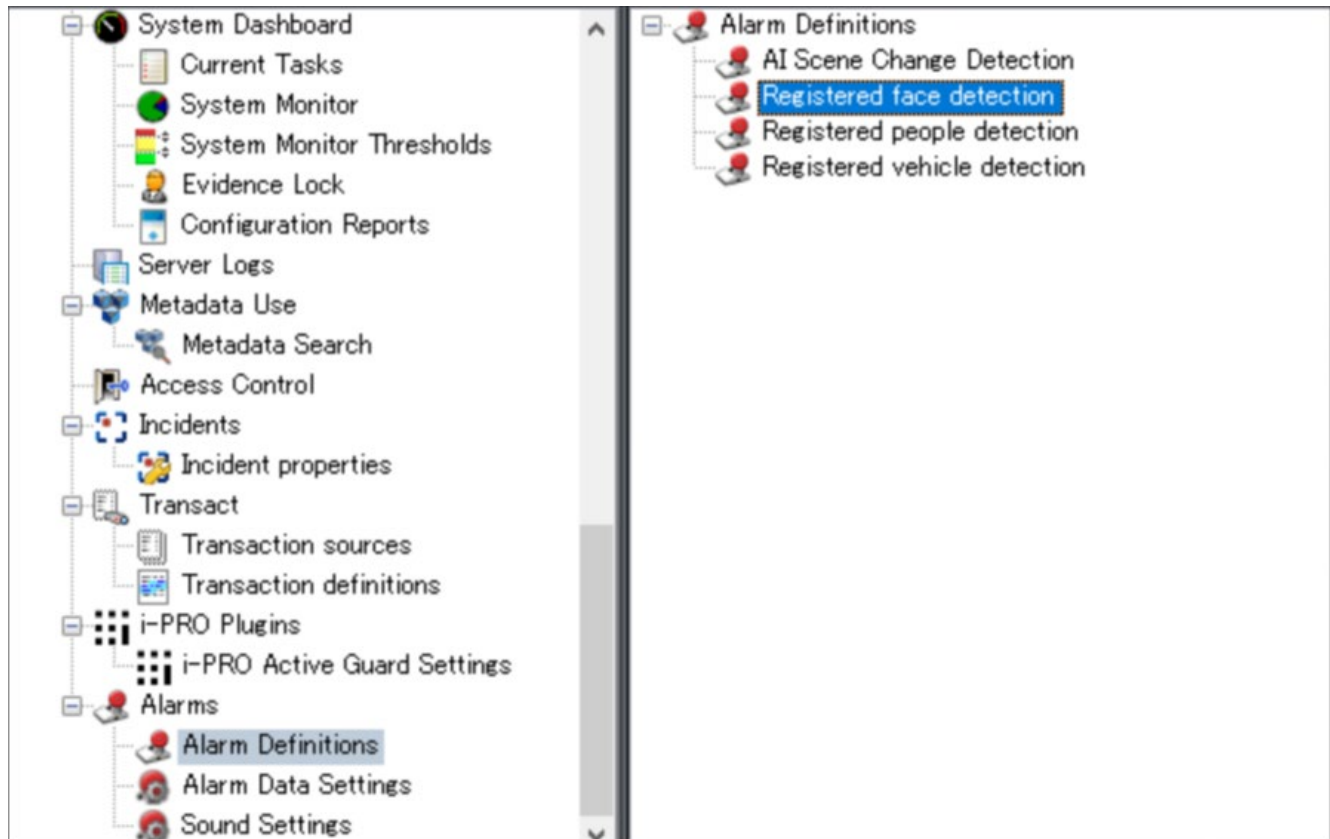 System Dashboard
Current Tasks
System Monitor
System Monitor Thresholds
Evidence Lock
Configuration Reports
Server Logs
Metadata Use
Metadata Search
Access Control
Incidents
Incident properties
Transact
Transaction sources
Transaction definitions
i-PRO Plugins
i-PRO Active Guard Settings
Alarms
Alarm Definitions
Alarm Data Settings
Sound Settings
Alarm Definitions
AI Scene Change Detection
Registered face detection
Registered people detection
Registered vehicle detection